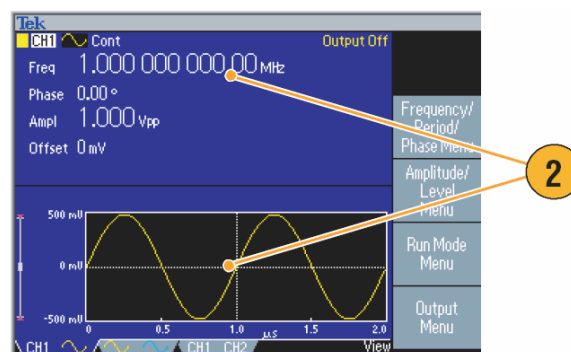 Tek
CH1 Cont Output Off
Freq 1.000 000 000 00 MHz
Phase 0.00 °
Ampl 1.000 Vpp
Offset 0 mV
Frequency/
Period/
Phase Menu
Amplitude/
Level
Menu
Run Mode
Menu
Output
Menu
2
500 mV
0 mV
-500 mV
0 0.5 1.0 µs 1.5 2.0
CH1 CH1 CH2 View